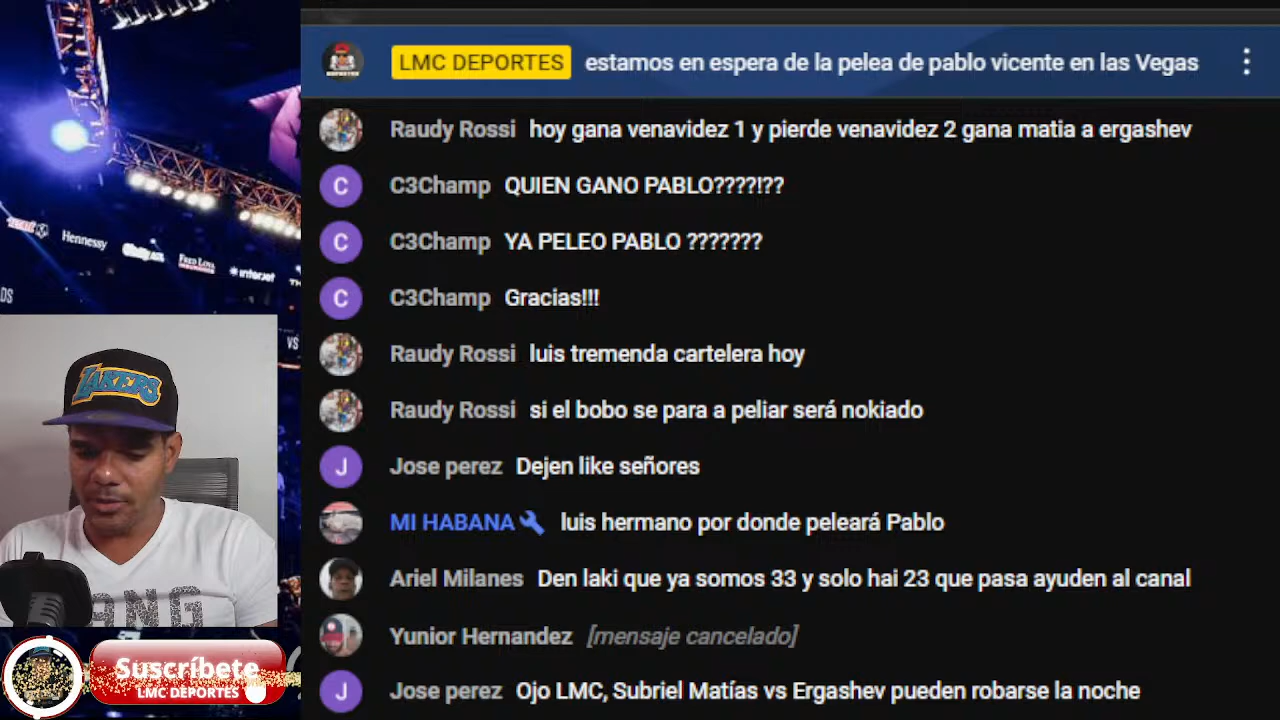 LMC DEPORTES estamos en espera de la pelea de pablo vicente en las Vegas
Raudy Rossi hoy gana venavidez 1 y pierde venavidez 2 gana matia a ergashev
C C3Champ QUIEN GANO PABLO????!??
C C3Champ YA PELEO PABLO ???????
C C3Champ Gracias!!!
Raudy Rossi luis tremenda cartelera hoy
Raudy Rossi si el bobo se para a peliar será nokiado
J Jose perez Dejen like señores
MI HABANA luis hermano por donde peleará Pablo
Ariel Milanes Den laki que ya somos 33 y solo hai 23 que pasa ayuden al canal
Yunior Hernandez [mensaje cancelado]
J Jose perez Ojo LMC, Subriel Matías vs Ergashev pueden robarse la noche
Hennessy
FRED LOYA
interjet
VS
LAKERS
Suscríbete
LMC DEPORTES